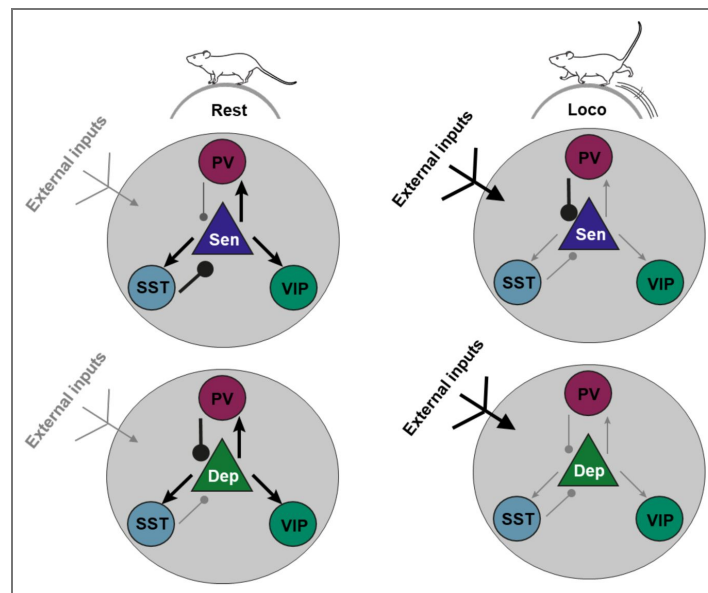 Rest
Loco
External inputs
PV
Sen
SST
VIP
External inputs
PV
Sen
SST
VIP
External inputs
PV
Dep
SST
VIP
External inputs
PV
Dep
SST
VIP